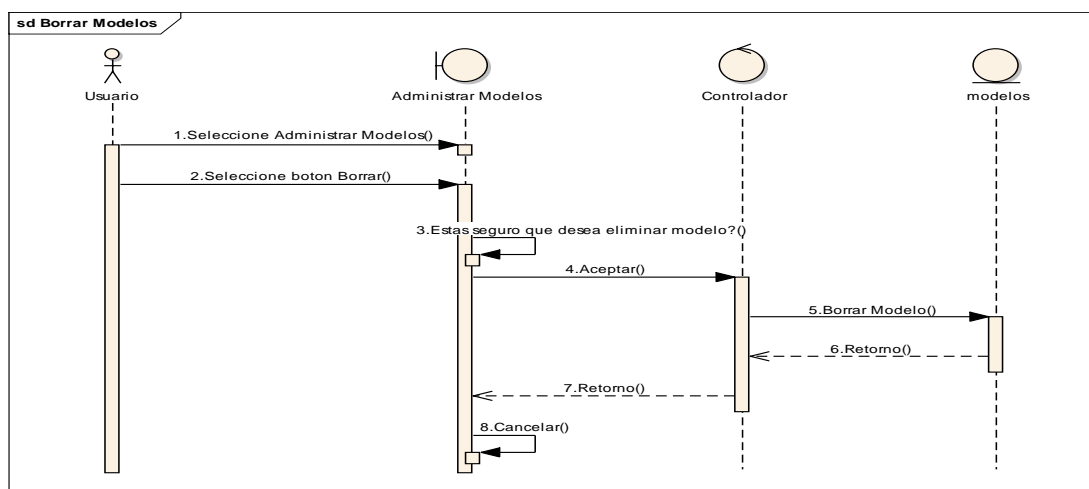 sd Borrar Modelos
Usuario
Administrar Modelos
Controlador
modelos
1.Seleccione Administrar Modelos()
2.Seleccione boton Borrar()
3.Estas seguro que desea eliminar modelo?()
4.Aceptar()
5.Borrar Modelo()
6.Retorno()
7.Retorno()
8.Cancelar()